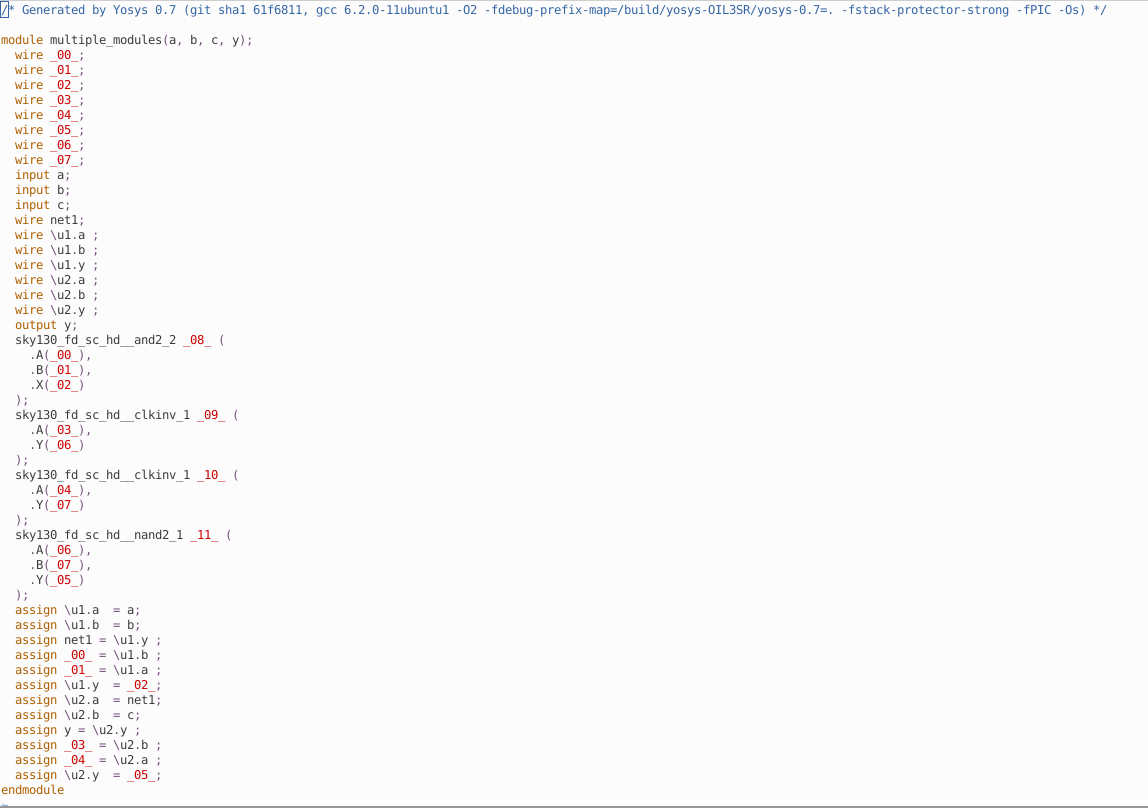 /* Generated by Yosys 0.7 (git sha1 61f6811, gcc 6.2.0-11ubuntu1 -O2 -fdebug-prefix-map=/build/yosys-OIL3SR/yosys-0.7=. -fstack-protector-strong -fPIC -Os) */

module multiple_modules(a, b, c, y);
  wire _00_;
  wire _01_;
  wire _02_;
  wire _03_;
  wire _04_;
  wire _05_;
  wire _06_;
  wire _07_;
  input a;
  input b;
  input c;
  wire net1;
  wire \u1.a ;
  wire \u1.b ;
  wire \u1.y ;
  wire \u2.a ;
  wire \u2.b ;
  wire \u2.y ;
  output y;
  sky130_fd_sc_hd__and2_2 _08_ (
    .A(_00_),
    .B(_01_),
    .X(_02_)
  );
  sky130_fd_sc_hd__clkinv_1 _09_ (
    .A(_03_),
    .Y(_06_)
  );
  sky130_fd_sc_hd__clkinv_1 _10_ (
    .A(_04_),
    .Y(_07_)
  );
  sky130_fd_sc_hd__nand2_1 _11_ (
    .A(_06_),
    .B(_07_),
    .Y(_05_)
  );
  assign \u1.a  = a;
  assign \u1.b  = b;
  assign net1 = \u1.y ;
  assign _00_ = \u1.b ;
  assign _01_ = \u1.a ;
  assign \u1.y  = _02_;
  assign \u2.a  = net1;
  assign \u2.b  = c;
  assign y = \u2.y ;
  assign _03_ = \u2.b ;
  assign _04_ = \u2.a ;
  assign \u2.y  = _05_;
endmodule
~